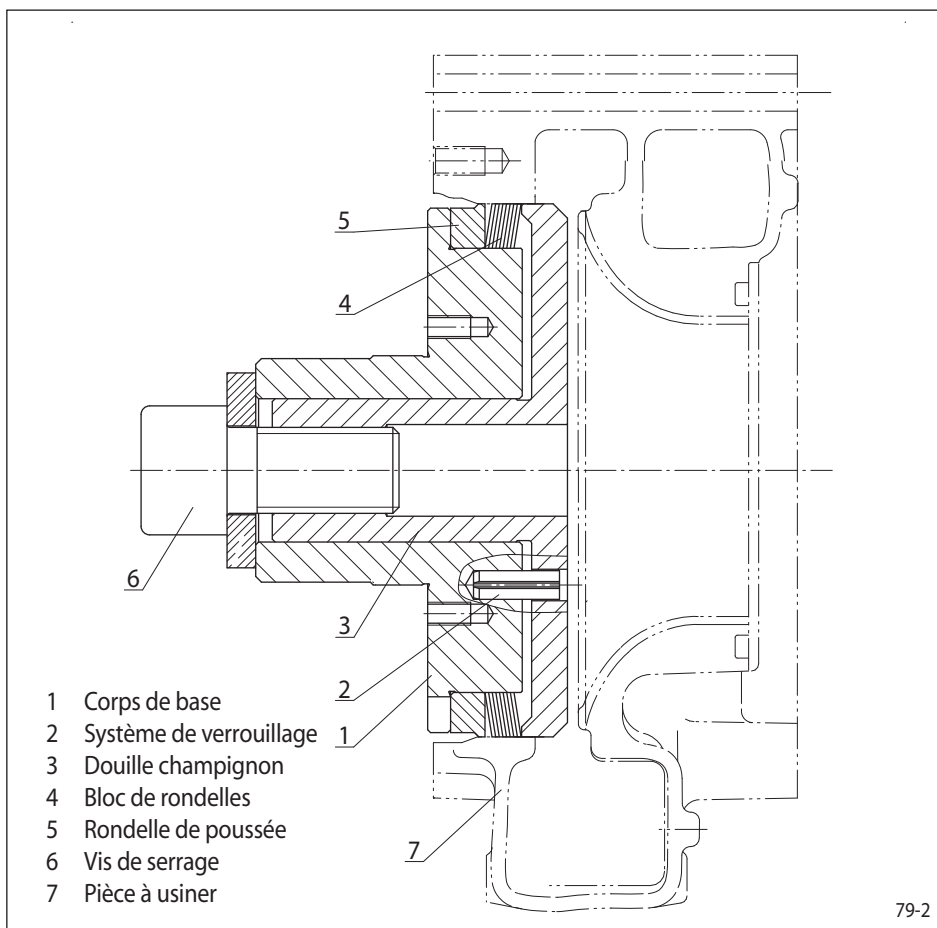 5
4
6
3
2
1
7
1 Corps de base
2 Système de verrouillage
3 Douille champignon
4 Bloc de rondelles
5 Rondelle de poussée
6 Vis de serrage
7 Pièce à usiner
79-2